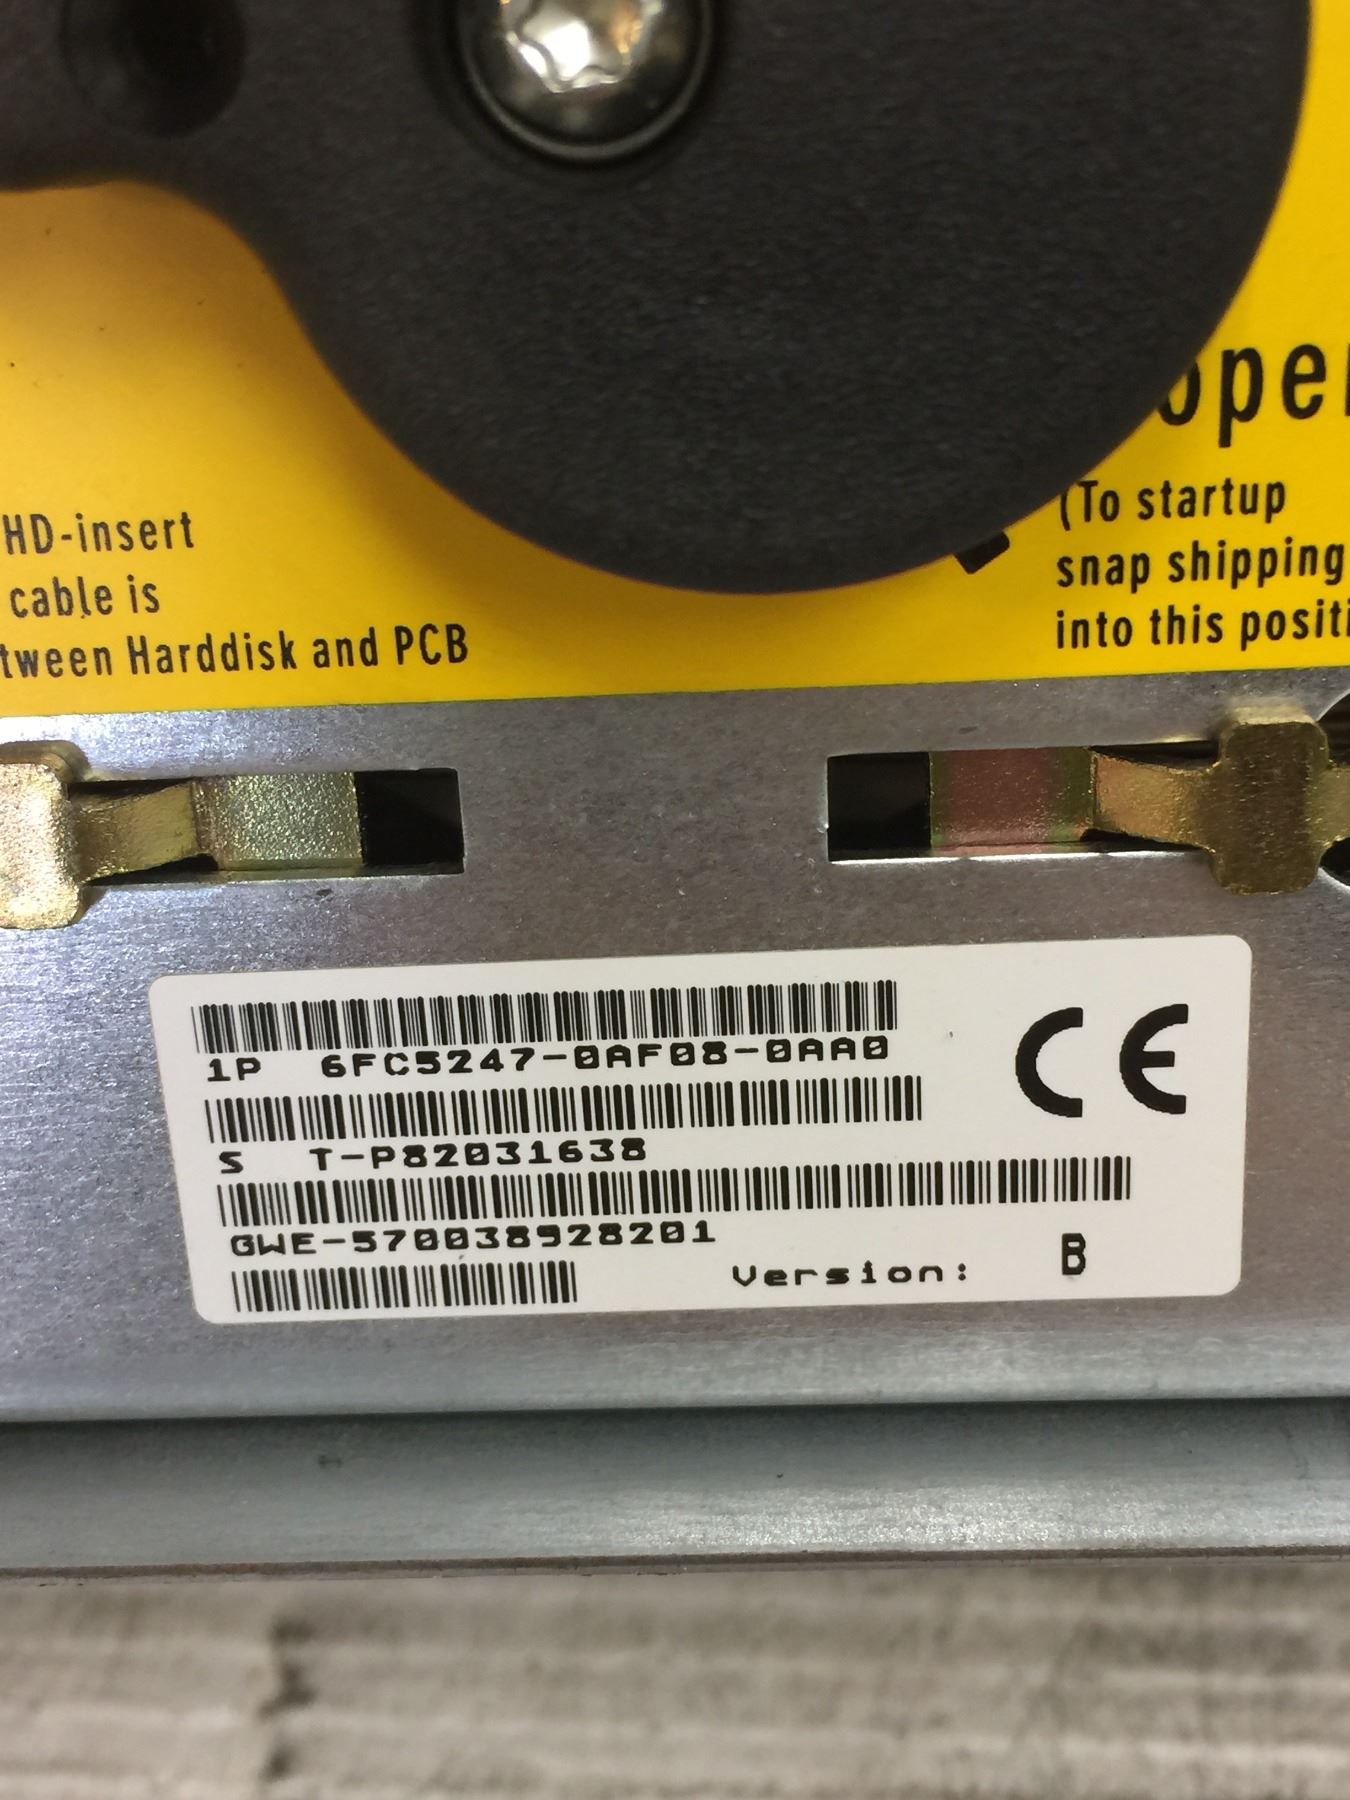 oper
HD-insert
cable is
tween Harddisk and PCB
(To startup
snap shipping
into this positi
1P 6FC5247-0AF08-0AA0
S T-P82031638
GWE-570038928201
Version: B
CE